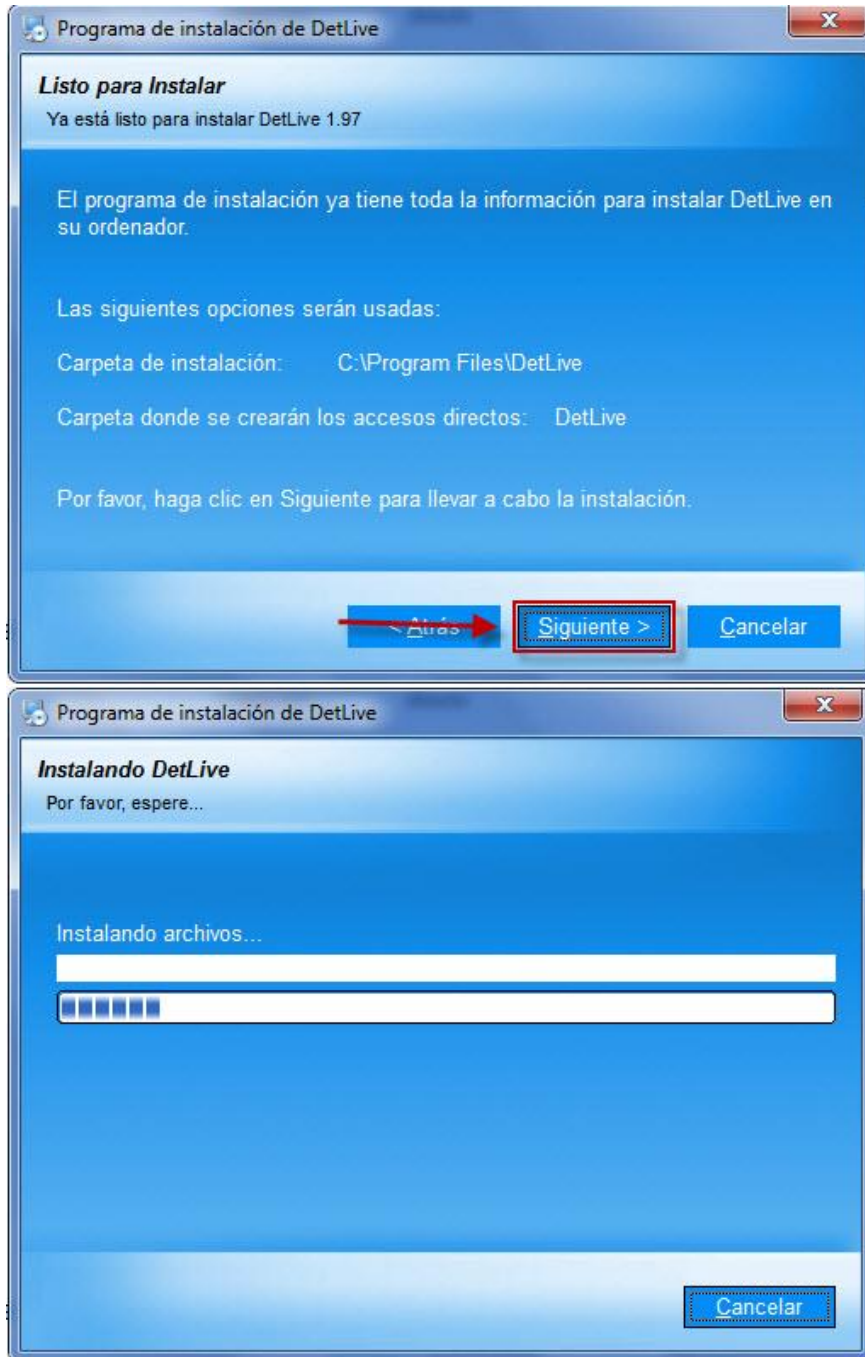 Programa de instalación de DetLive
Listo para Instalar
Ya está listo para instalar DetLive 1.97
El programa de instalación ya tiene toda la información para instalar DetLive en
su ordenador.
Las siguientes opciones serán usadas:
Carpeta de instalación: C:\Program Files\DetLive
Carpeta donde se crearán los accesos directos: DetLive
Por favor, haga clic en Siguiente para llevar a cabo la instalación.
< Atrás Siguiente > Cancelar
Programa de instalación de DetLive
Instalando DetLive
Por favor, espere...
Instalando archivos...
Cancelar